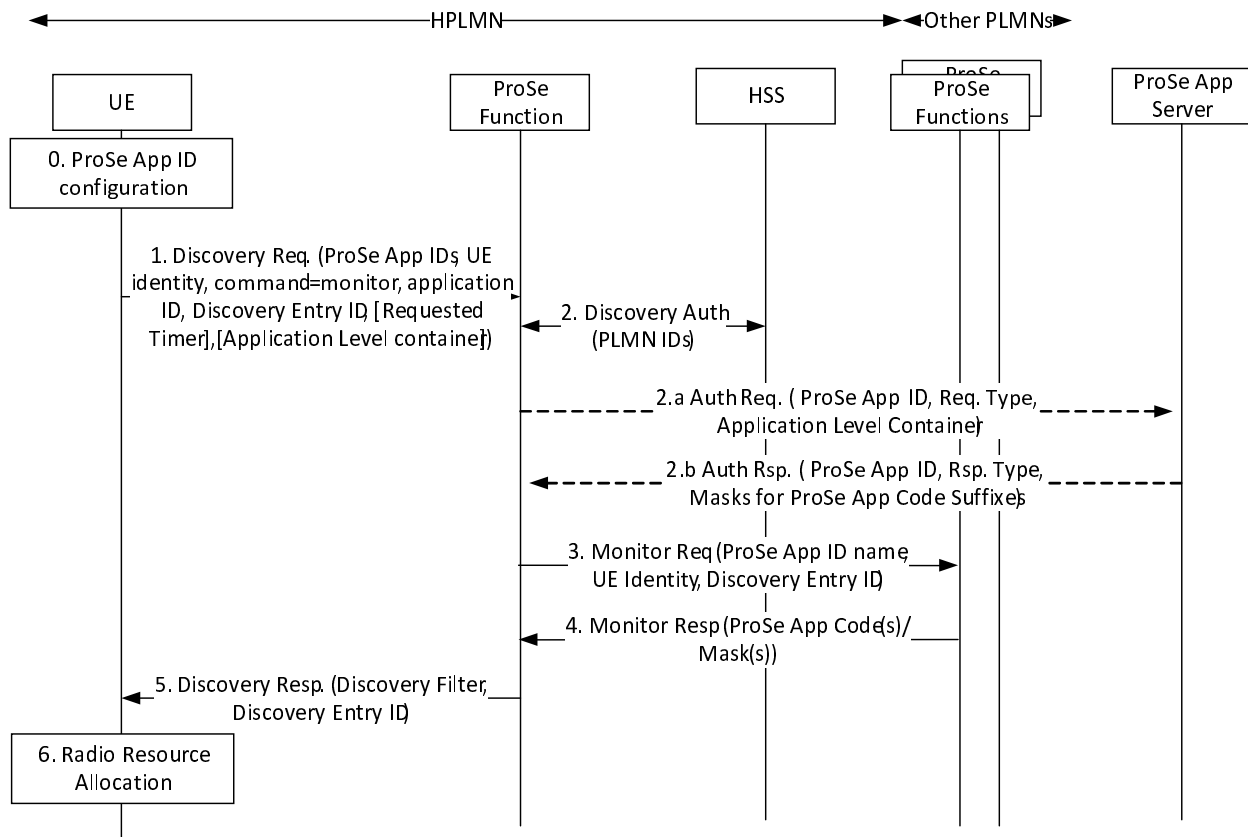 HPLMN
Other PLMNs
UE
ProSe
Function
HSS
ProSe
ProSe
Functions
ProSe App
Server
0. ProSe App ID
configuration
1. Discovery Req. (ProSe App IDs, UE
identity, command=monitor, application
ID, Discovery Entry ID, [Requested
Timer],[Application Level container])
2. Discovery Auth
(PLMN IDs)
2.a Auth Req. ( ProSe App ID, Req. Type,
Application Level Container)
2.b Auth Rsp. ( ProSe App ID, Rsp. Type,
Masks for ProSe App Code Suffixes)
3. Monitor Req (ProSe App ID name,
UE Identity, Discovery Entry ID)
4. Monitor Resp (ProSe App Code(s)/
Mask(s))
5. Discovery Resp. (Discovery Filter,
Discovery Entry ID)
6. Radio Resource
Allocation